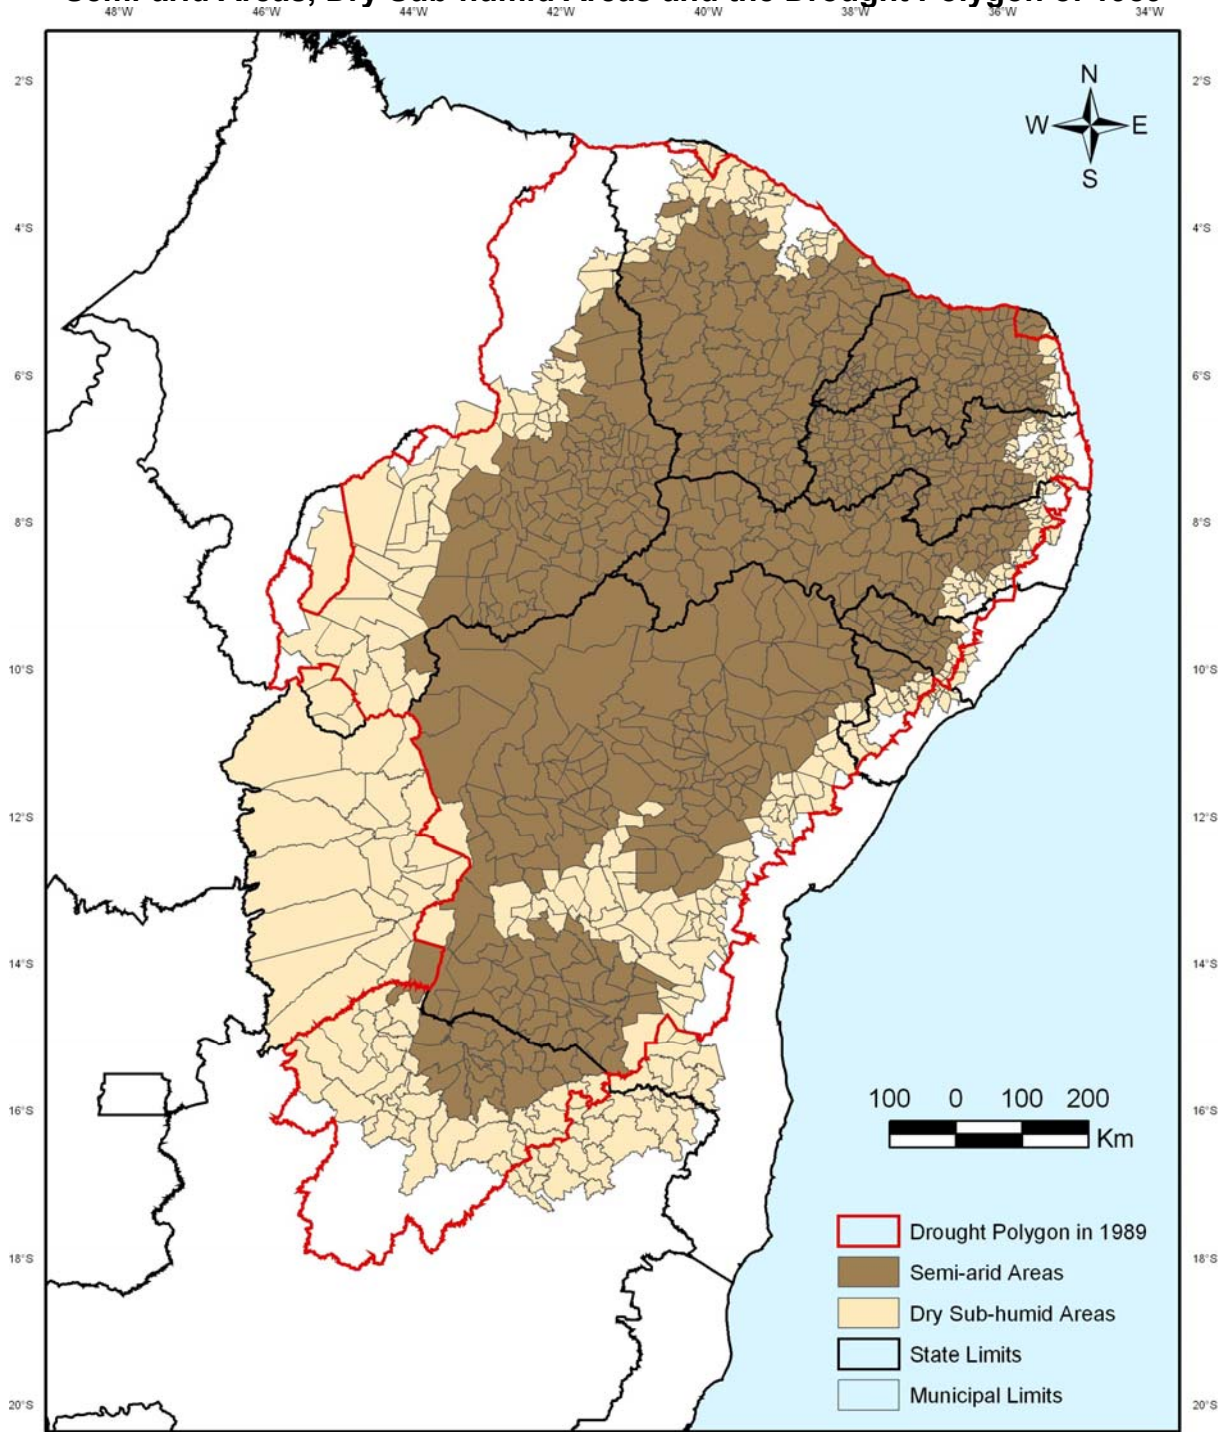 Semi-arid Areas, Dry Sub-humid Areas and the Drought Polygon of 1989
48°W 46°W 44°W 42°W 40°W 38°W 36°W 34°W
2°S 2°S
N
W E
S
4°S 4°S
6°S 6°S
8°S 8°S
10°S 10°S
12°S 12°S
14°S 14°S
16°S 16°S
100 0 100 200
Km
Drought Polygon in 1989
18°S 18°S
Semi-arid Areas
Dry Sub-humid Areas
State Limits
Municipal Limits
20°S 20°S